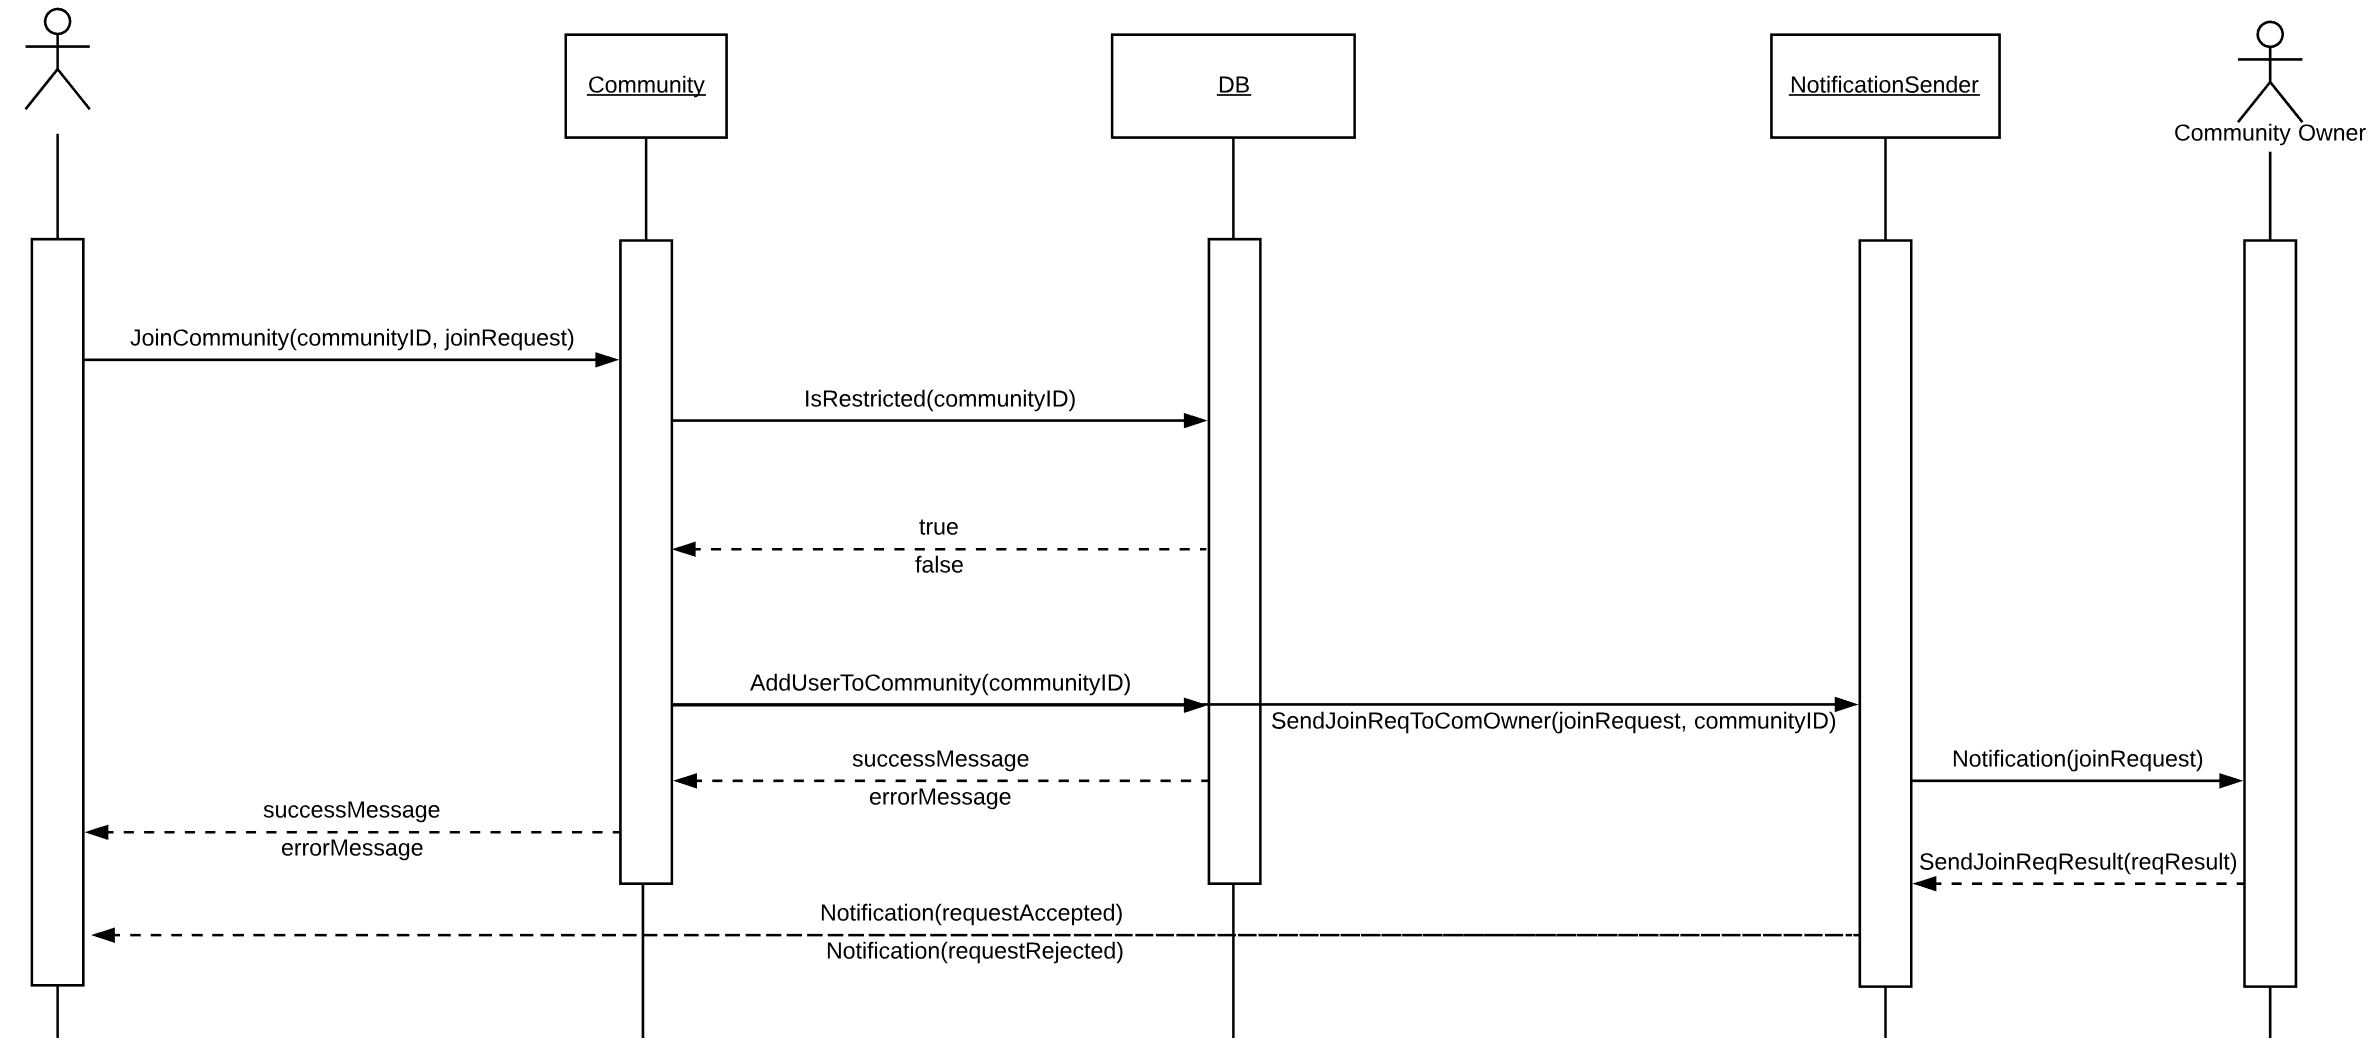 Community
DB
NotificationSender
Community Owner
JoinCommunity(communityID, joinRequest)
IsRestricted(communityID)
true
false
AddUserToCommunity(communityID)
SendJoinReqToComOwner(joinRequest, communityID)
successMessage
errorMessage
Notification(joinRequest)
successMessage
errorMessage
SendJoinReqResult(reqResult)
Notification(requestAccepted)
Notification(requestRejected)